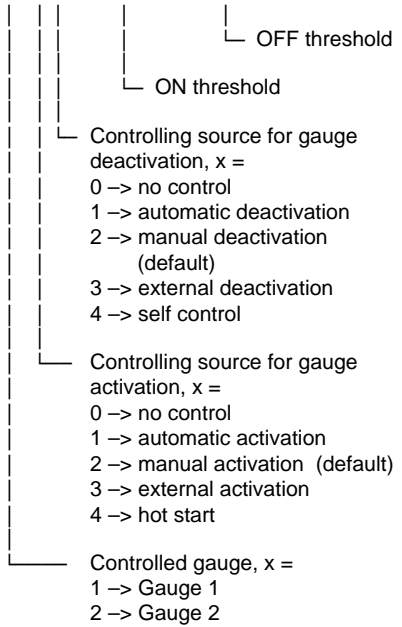 OFF threshold
ON threshold
Controlling source for gauge
deactivation, x =
0 –> no control
1 –> automatic deactivation
2 –> manual deactivation
(default)
3 –> external deactivation
4 –> self control
Controlling source for gauge
activation, x =
0 –> no control
1 –> automatic activation
2 –> manual activation (default)
3 –> external activation
4 –> hot start
Controlled gauge, x =
1 –> Gauge 1
2 –> Gauge 2